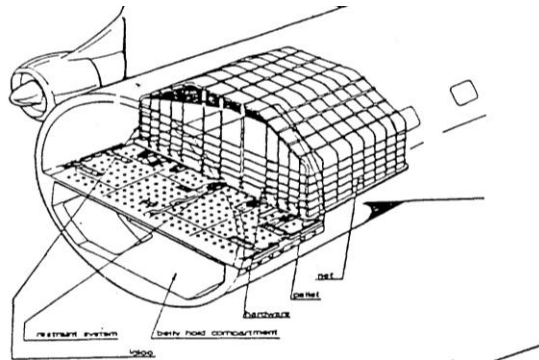 net
pallet
hardware
restraint system
belly hold compartment
igloo